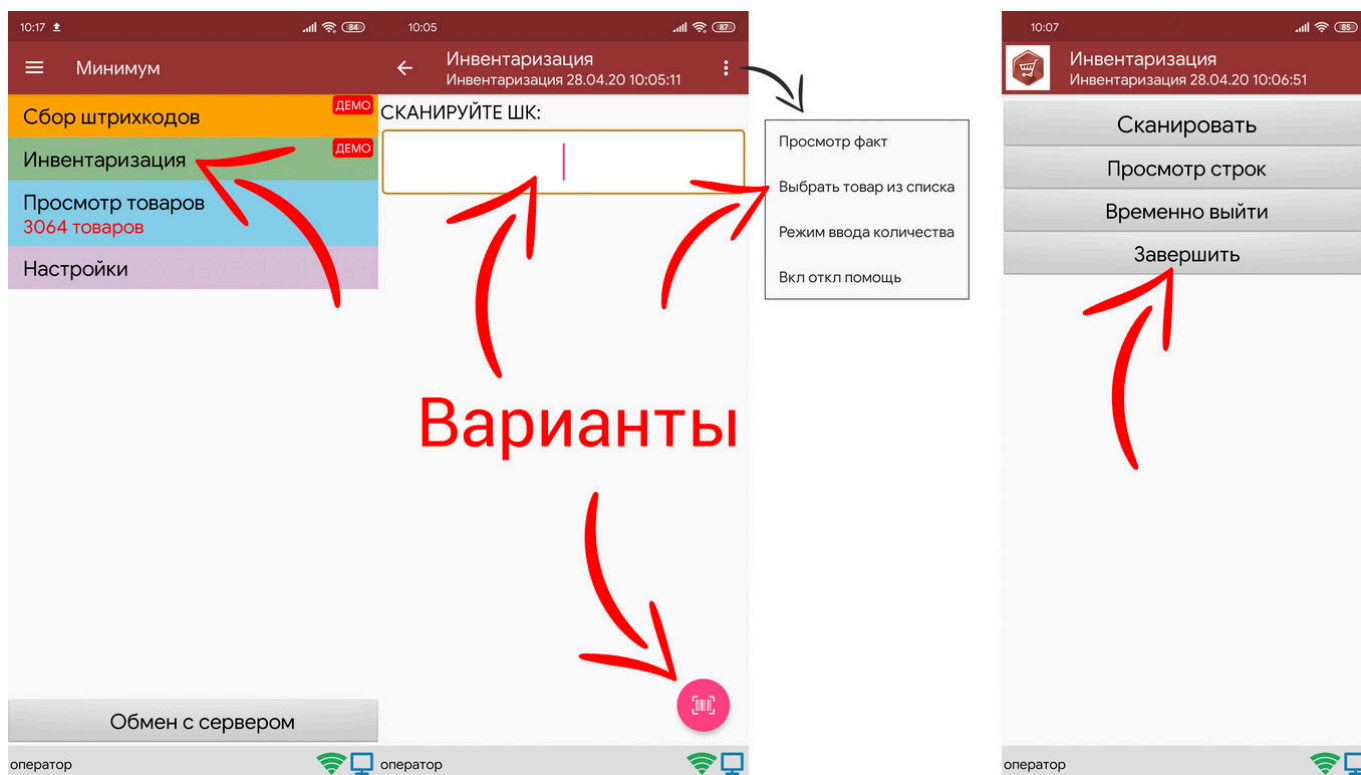 10:17
84
Минимум
Сбор штрихкодов
ДЕМО
Инвентаризация
ДЕМО
Просмотр товаров
3064 товаров
Настройки
Обмен с сервером
оператор
10:05
87
Инвентаризация
Инвентаризация 28.04.20 10:05:11
СКАНИРУЙТЕ ШК:
Просмотр факт
Выбрать товар из списка
Режим ввода количества
Вкл откл помощь
Варианты
оператор
10:07
85
Инвентаризация
Инвентаризация 28.04.20 10:06:51
Сканировать
Просмотр строк
Временно выйти
Завершить
оператор